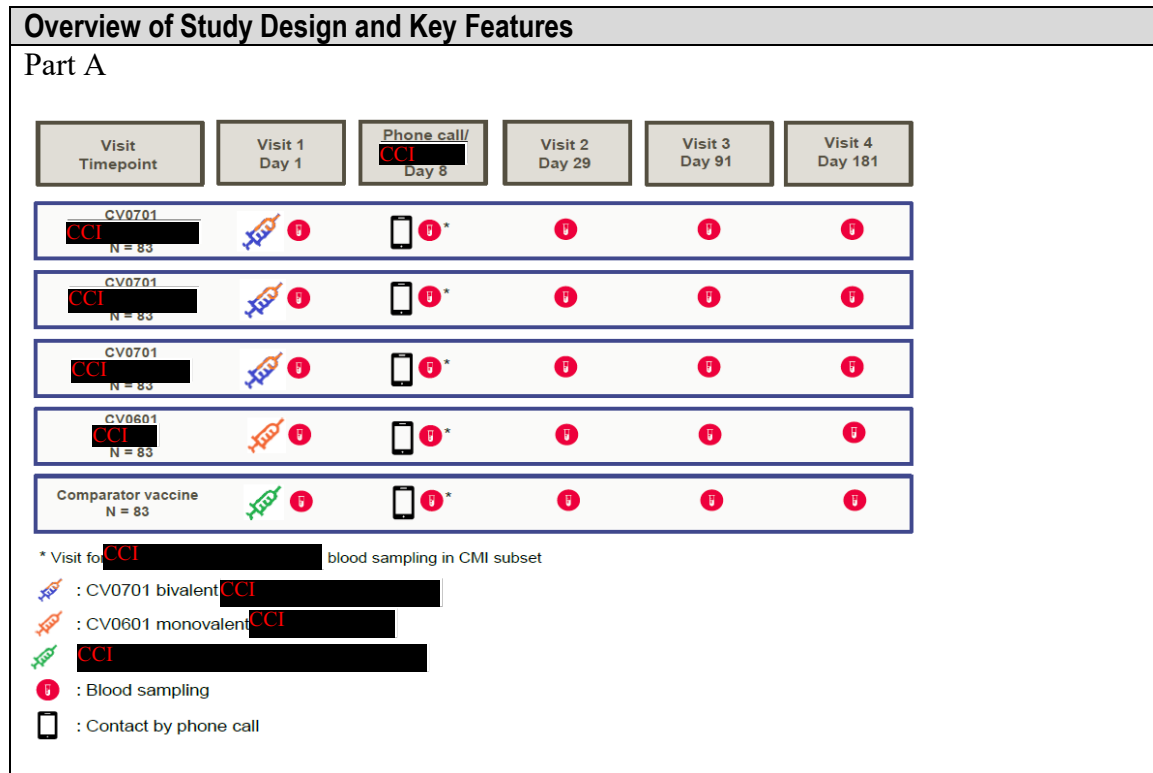 Overview of Study Design and Key Features
Part A
Visit Timepoint
Visit 1 Day 1
Phone call/ CCI Day 8
Visit 2 Day 29
Visit 3 Day 91
Visit 4 Day 181
CV0701
CCI
N = 83
*
CV0701
CCI
N = 83
*
CV0701
CCI
N = 83
*
CV0601
CCI
N = 83
*
Comparator vaccine
N = 83
*
* Visit for CCI blood sampling in CMI subset
: CV0701 bivalent CCI
: CV0601 monovalent CCI
CCI
: Blood sampling
: Contact by phone call